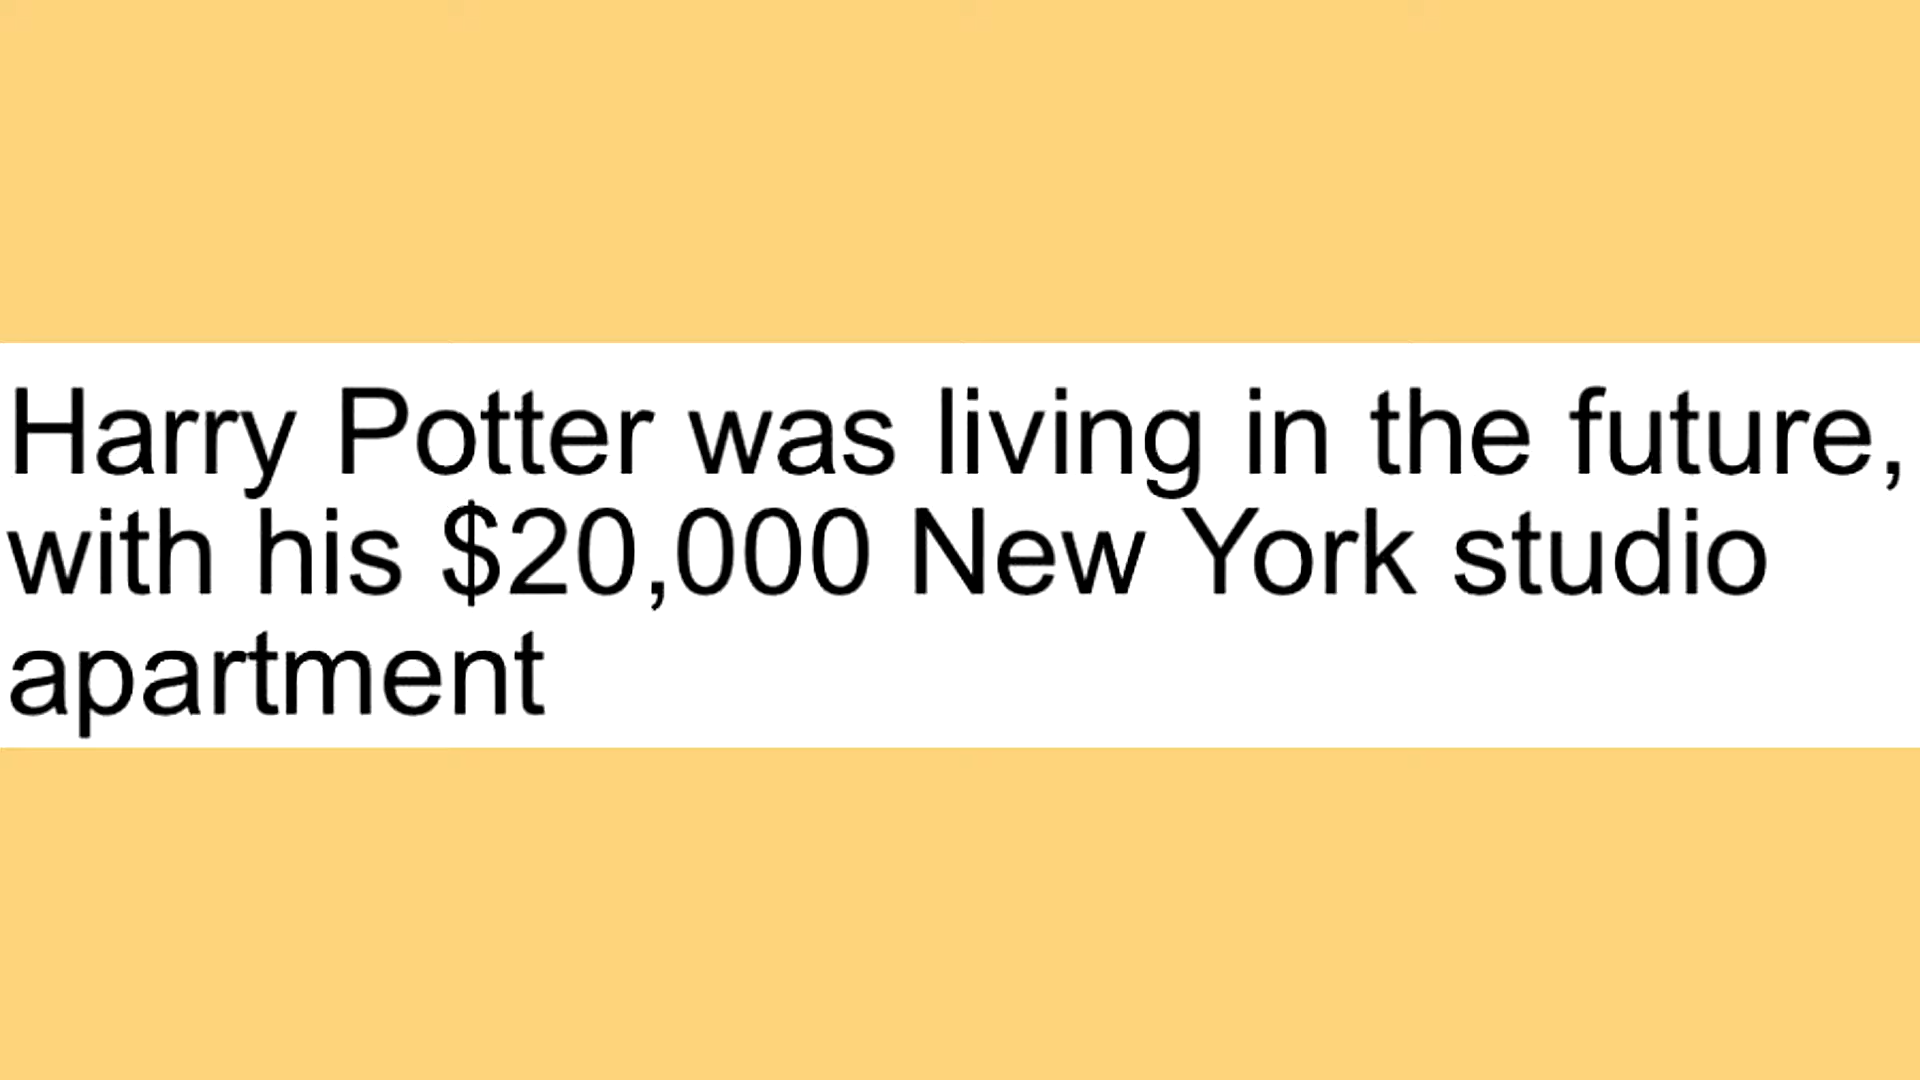 Harry Potter was living in the future,
with his $20,000 New York studio
apartment